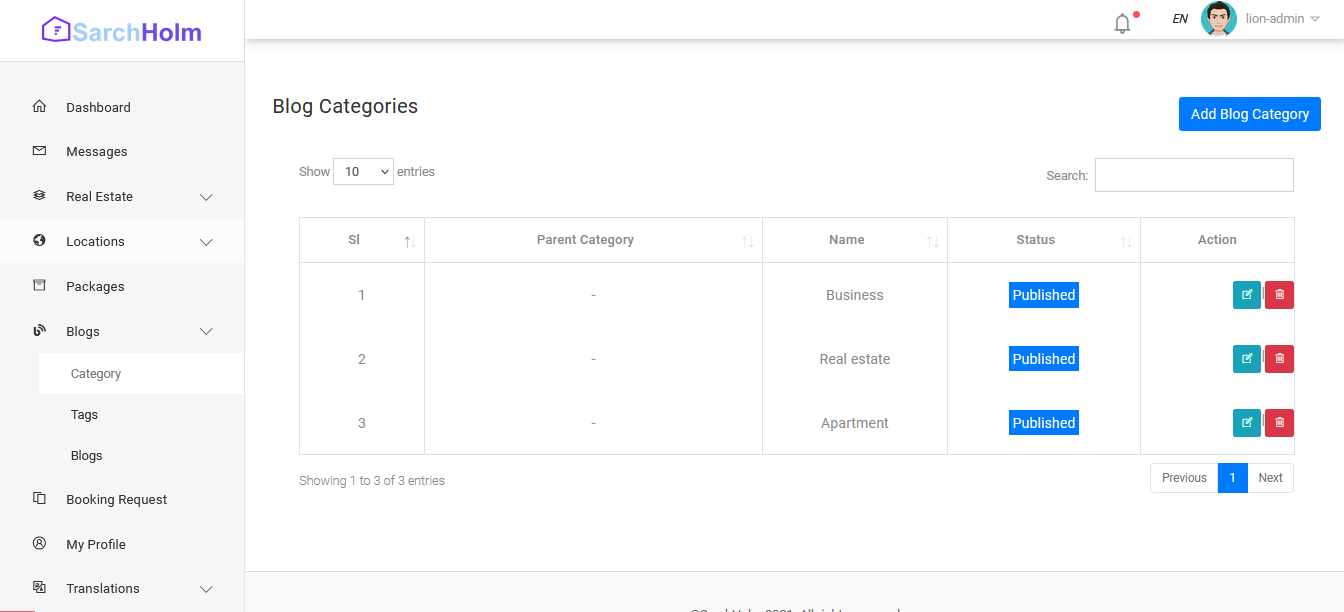 SarchHolm
EN lion-admin
Dashboard
Messages
Real Estate
Locations
Packages
Blogs
Category
Tags
Blogs
Booking Request
My Profile
Translations
Blog Categories
Add Blog Category
Show 10 entries
Search:
Sl Parent Category Name Status Action
1 - Business Published |
2 - Real estate Published |
3 - Apartment Published |
Showing 1 to 3 of 3 entries
Previous 1 Next